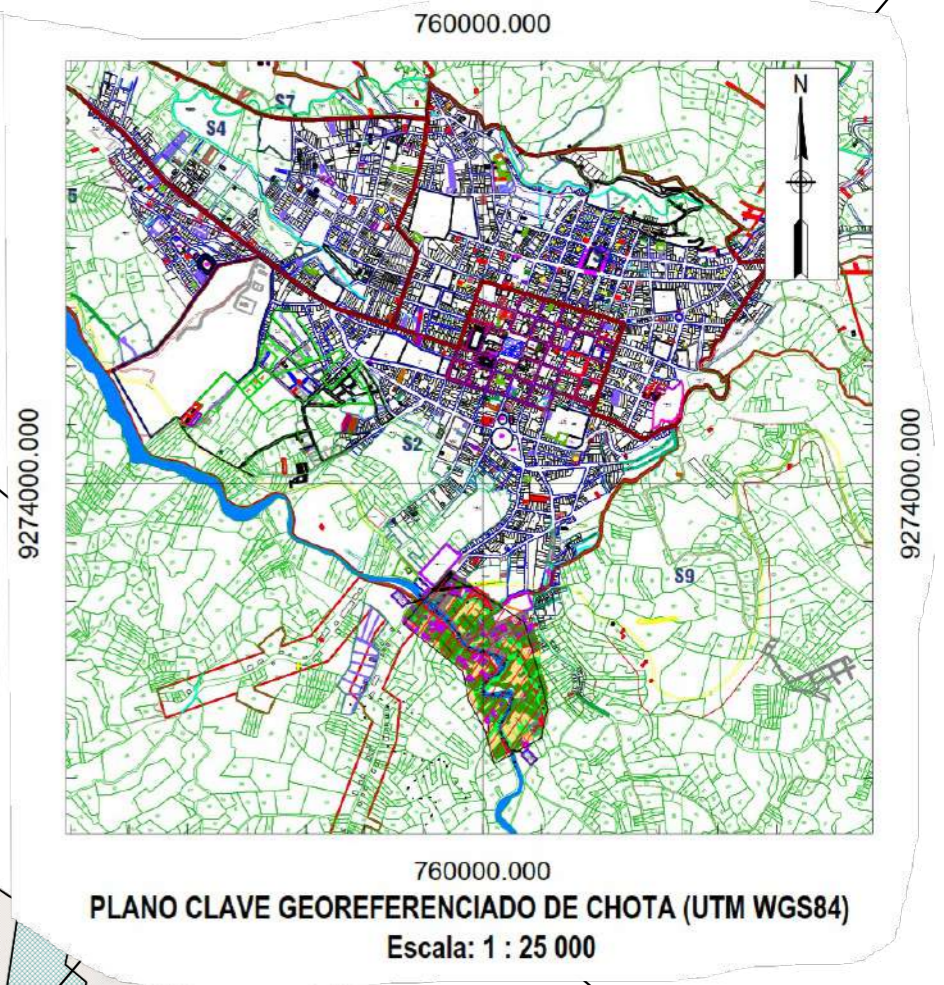 760000.000
N
S7
S4
9274000.000
9274000.000
S2
S9
760000.000
PLANO CLAVE GEOREFERENCIADO DE CHOTA (UTM WGS84)
Escala: 1 : 25 000